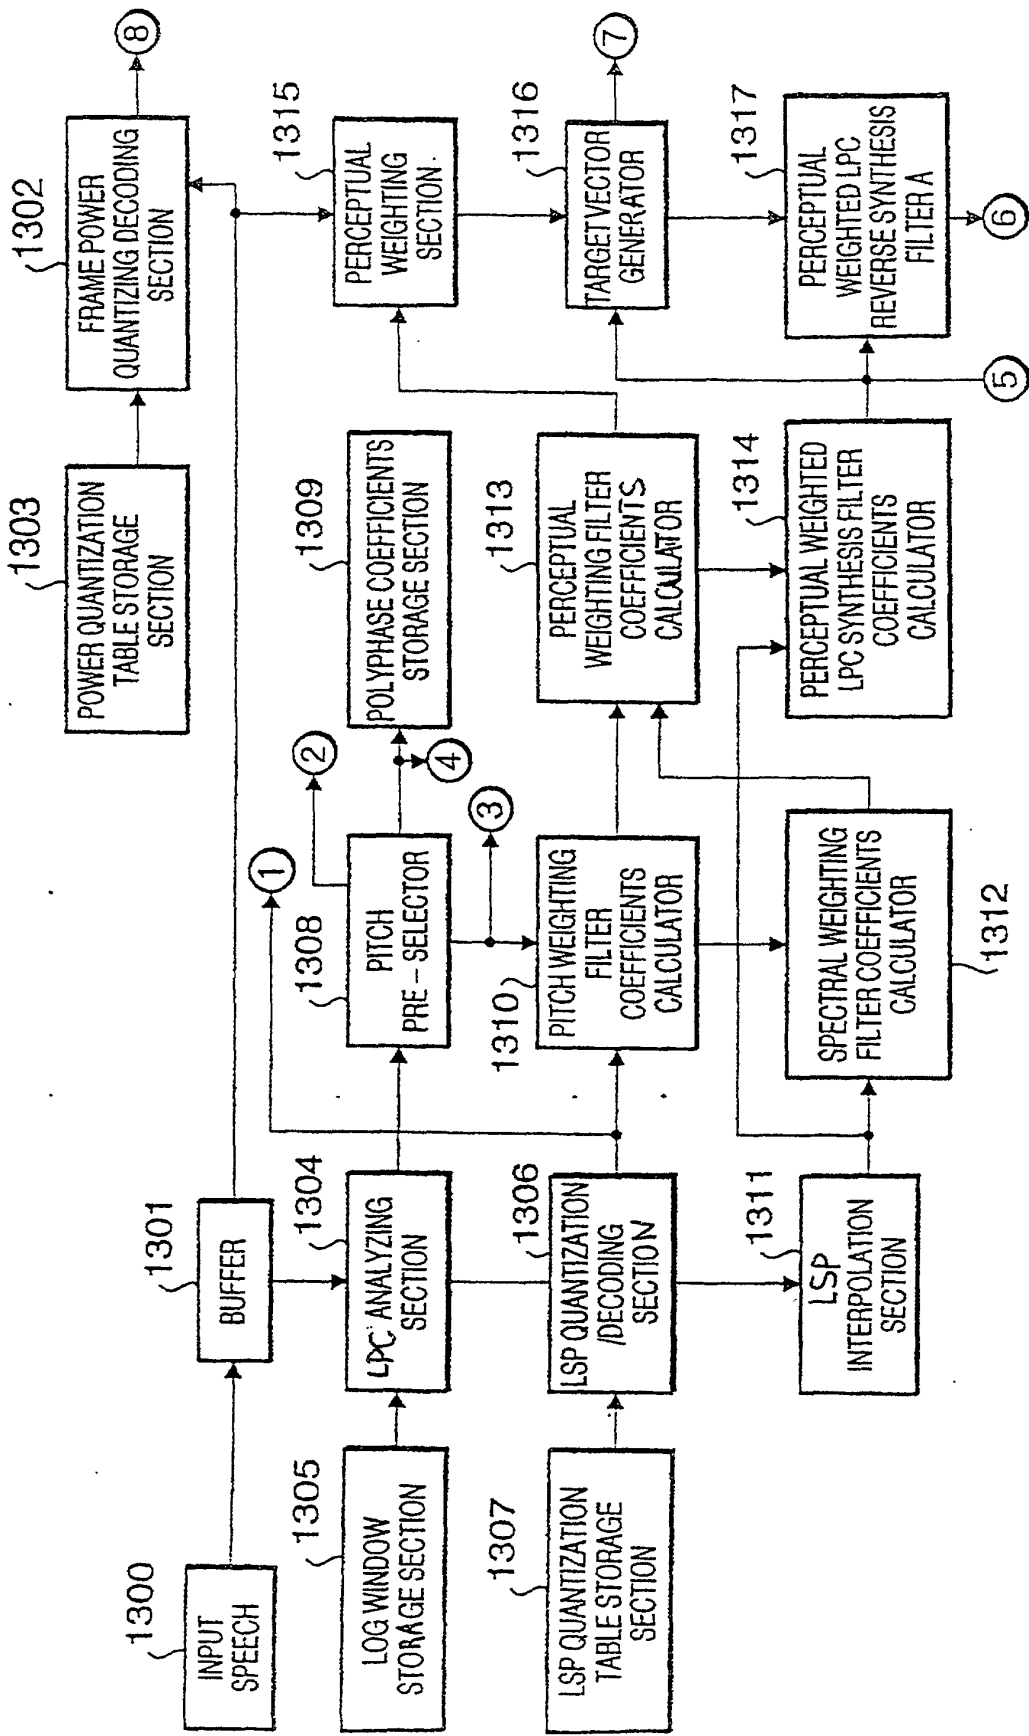 1300
INPUT
SPEECH
1301
BUFFER
1303
POWER QUANTIZATION
TABLE STORAGE
SECTION
1302
FRAME POWER
QUANTIZING DECODING
SECTION
8
1305
LOG WINDOW
STORAGE SECTION
1304
LPC ANALYZING
SECTION
1
1308
PITCH
PRE-SELECTOR
2
3
4
1309
POLYPHASE COEFFICIENTS
STORAGE SECTION
1315
PERCEPTUAL
WEIGHTING
SECTION.
1307
LSP QUANTIZATION
TABLE STORAGE
SECTION
1306
LSP QUANTIZATION
/DECODING
SECTION
1310
PITCH WEIGHTING
FILTER
COEFFICIENTS
CALCULATOR
1313
PERCEPTUAL
WEIGHTING FILTER
COEFFICIENTS
CALCULATOR
1316
TARGET VECTOR
GENERATOR
7
1311
LSP
INTERPOLATION
SECTION
SPECTRAL WEIGHTING
FILTER COEFFICIENTS
CALCULATOR
1312
1314
PERCEPTUAL WEIGHTED
LPC SYNTHESIS FILTER
COEFFICIENTS
CALCULATOR
5
1317
PERCEPTUAL
WEIGHTED LPC
REVERSE SYNTHESIS
FILTER A
6